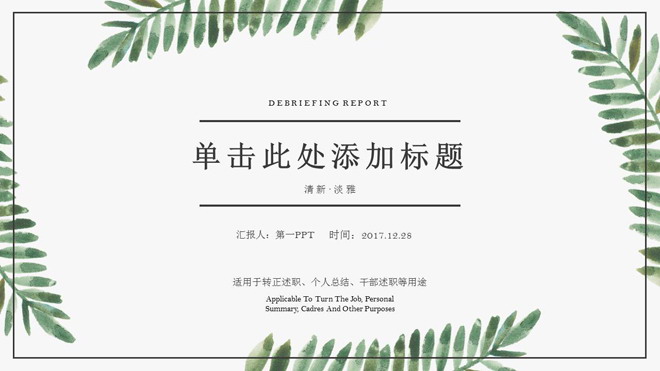 DEBRIEFING REPORT
单击此处添加标题
清新·淡雅
汇报人：第一PPT 时间：2017.12.28
适用于转正述职、个人总结、干部述职等用途
Applicable To Turn The Job, Personal
Summary, Cadres And Other Purposes